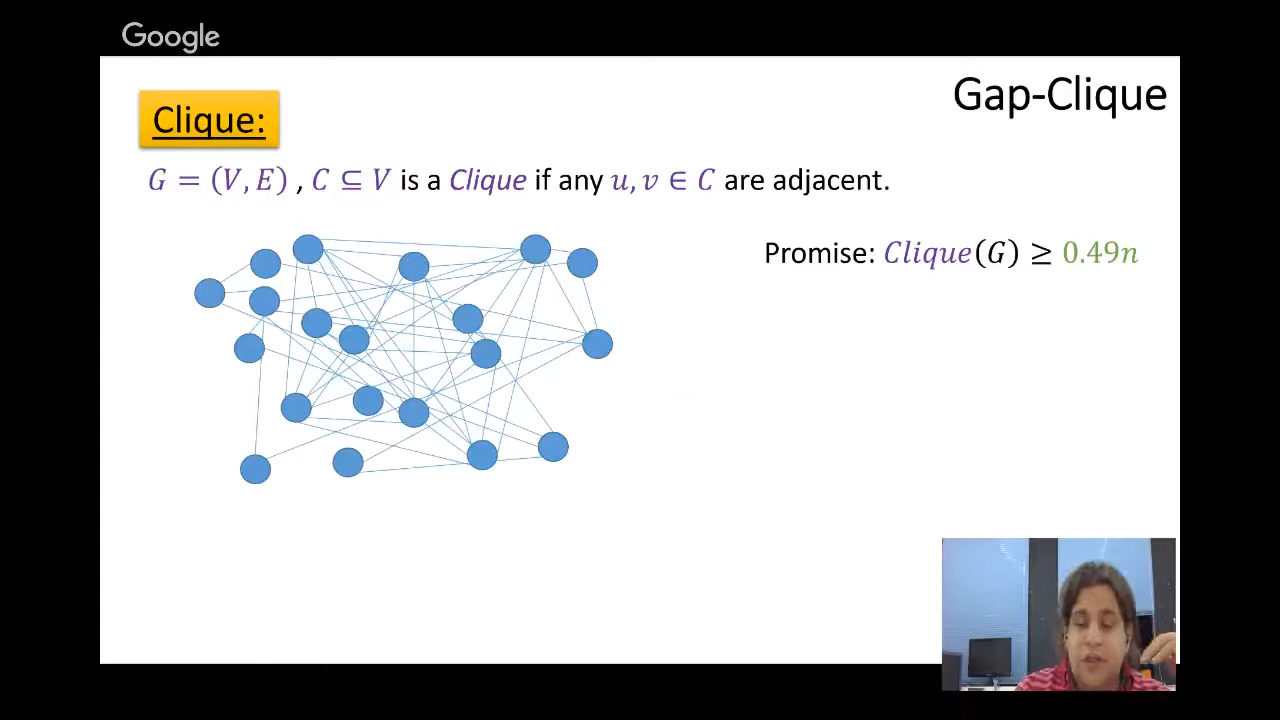 Google
Gap-Clique
Clique:
G = (V, E) , C ⊆ V is a Clique if any u, v ∈ C are adjacent.
Promise: Clique(G) ≥ 0.49n